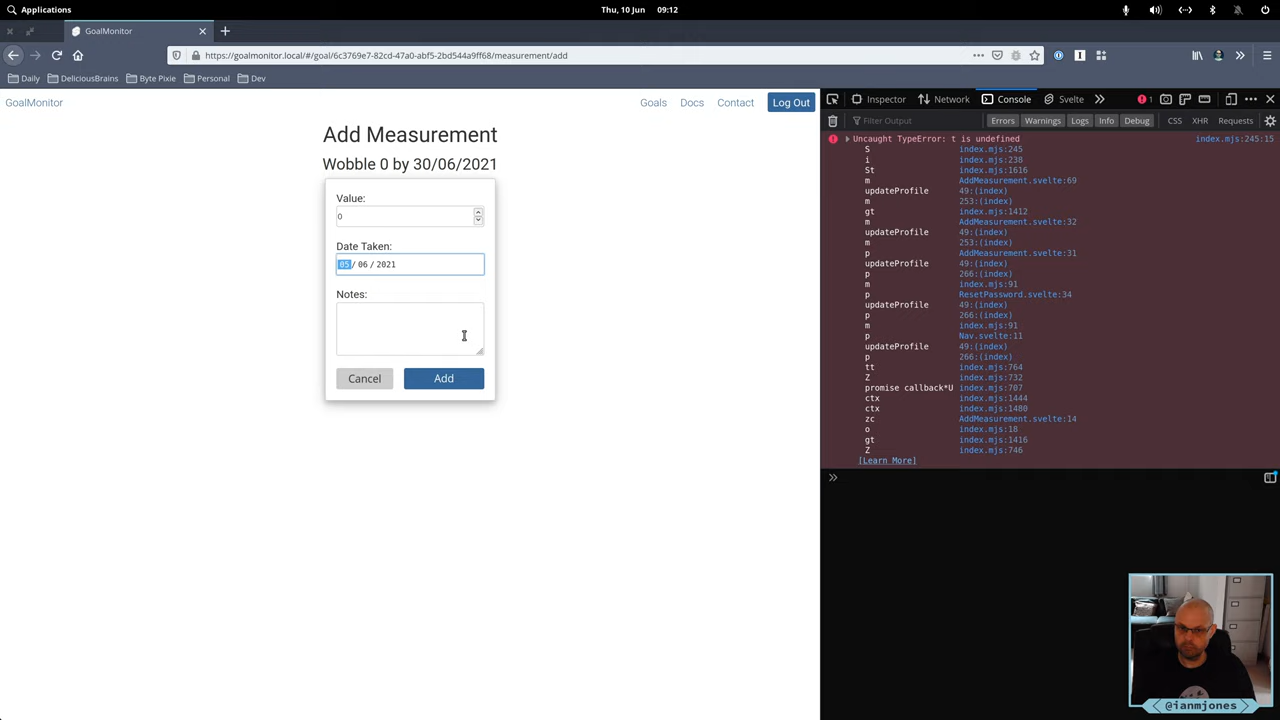 Applications
Thu, 10 Jun 09:12
GoalMonitor
https://goalmonitor.local/#/goal/6c3769e7-82cd-47a0-abf5-2bd544a9ff68/measurement/add
Daily
DeliciousBrains
Byte Pixie
Personal
Dev
GoalMonitor
Goals
Docs
Contact
Log Out
Add Measurement
Wobble 0 by 30/06/2021
Value:
0
Date Taken:
05/ 06 / 2021
Notes:
Cancel
Add
Inspector
Network
Console
Svelte
1
Filter Output
Errors
Warnings
Logs
Info
Debug
CSS
XHR
Requests
Uncaught TypeError: t is undefined index.mjs:245:15
S index.mjs:245
i index.mjs:238
St index.mjs:1616
m AddMeasurement.svelte:69
updateProfile 49:(index)
m 253:(index)
gt index.mjs:1412
m AddMeasurement.svelte:32
updateProfile 49:(index)
m 253:(index)
p AddMeasurement.svelte:31
updateProfile 49:(index)
p 266:(index)
m index.mjs:91
p ResetPassword.svelte:34
updateProfile 49:(index)
p 266:(index)
m index.mjs:91
p Nav.svelte:11
updateProfile 49:(index)
p 266:(index)
tt index.mjs:764
Z index.mjs:732
promise callback*U index.mjs:707
ctx index.mjs:1444
ctx index.mjs:1480
zc AddMeasurement.svelte:14
o index.mjs:18
gt index.mjs:1416
Z index.mjs:746
[Learn More]
@ianmjones